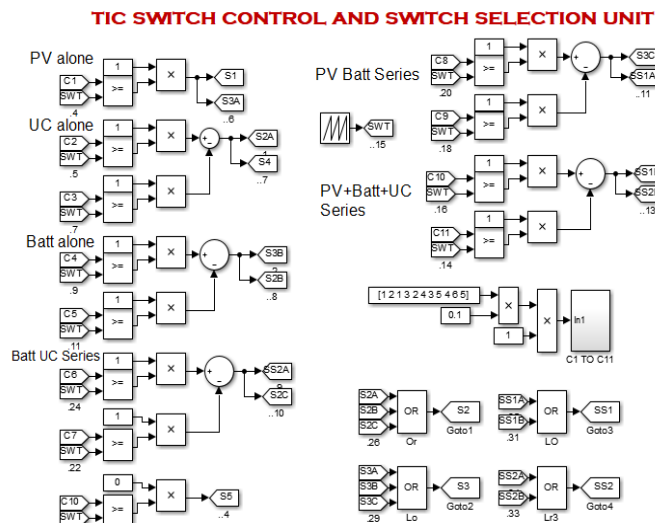 TIC SWITCH CONTROL AND SWITCH SELECTION UNIT
PV alone
1
C1
SWT
>=
×
S1
S3A
.4
..6
UC alone
1
C2
SWT
>=
×
S2A
S4
.5
..7
1
C3
SWT
>=
×
.7
Batt alone
1
C4
SWT
>=
×
S3B
S2B
.9
..8
1
C5
SWT
>=
×
.11
Batt UC Series
1
C6
SWT
>=
×
SS2A
S2C
.24
..10
1
C7
SWT
>=
×
.22
0
C10
SWT
>=
×
S5
..4
PV Batt Series
1
C8
SWT
>=
×
S3C
SS1A
.20
..11
SWT
..15
1
C9
SWT
>=
×
.18
PV+Batt+UC
Series
1
C10
SWT
>=
×
.16
..13
1
C11
SWT
>=
×
.14
[1 2 1 3 2 4 3 5 4 6 5]
0.1
×
1
×
In1
C1 TO C11
S2A
S2B
S2C
OR
S2
.26
Or
Goto1
SS1A
SS1B
OR
SS1
.31
LO
Goto3
S3A
S3B
S3C
OR
S3
.29
Lo
Goto2
SS2A
SS2B
OR
SS2
.33
Lr3
Goto4